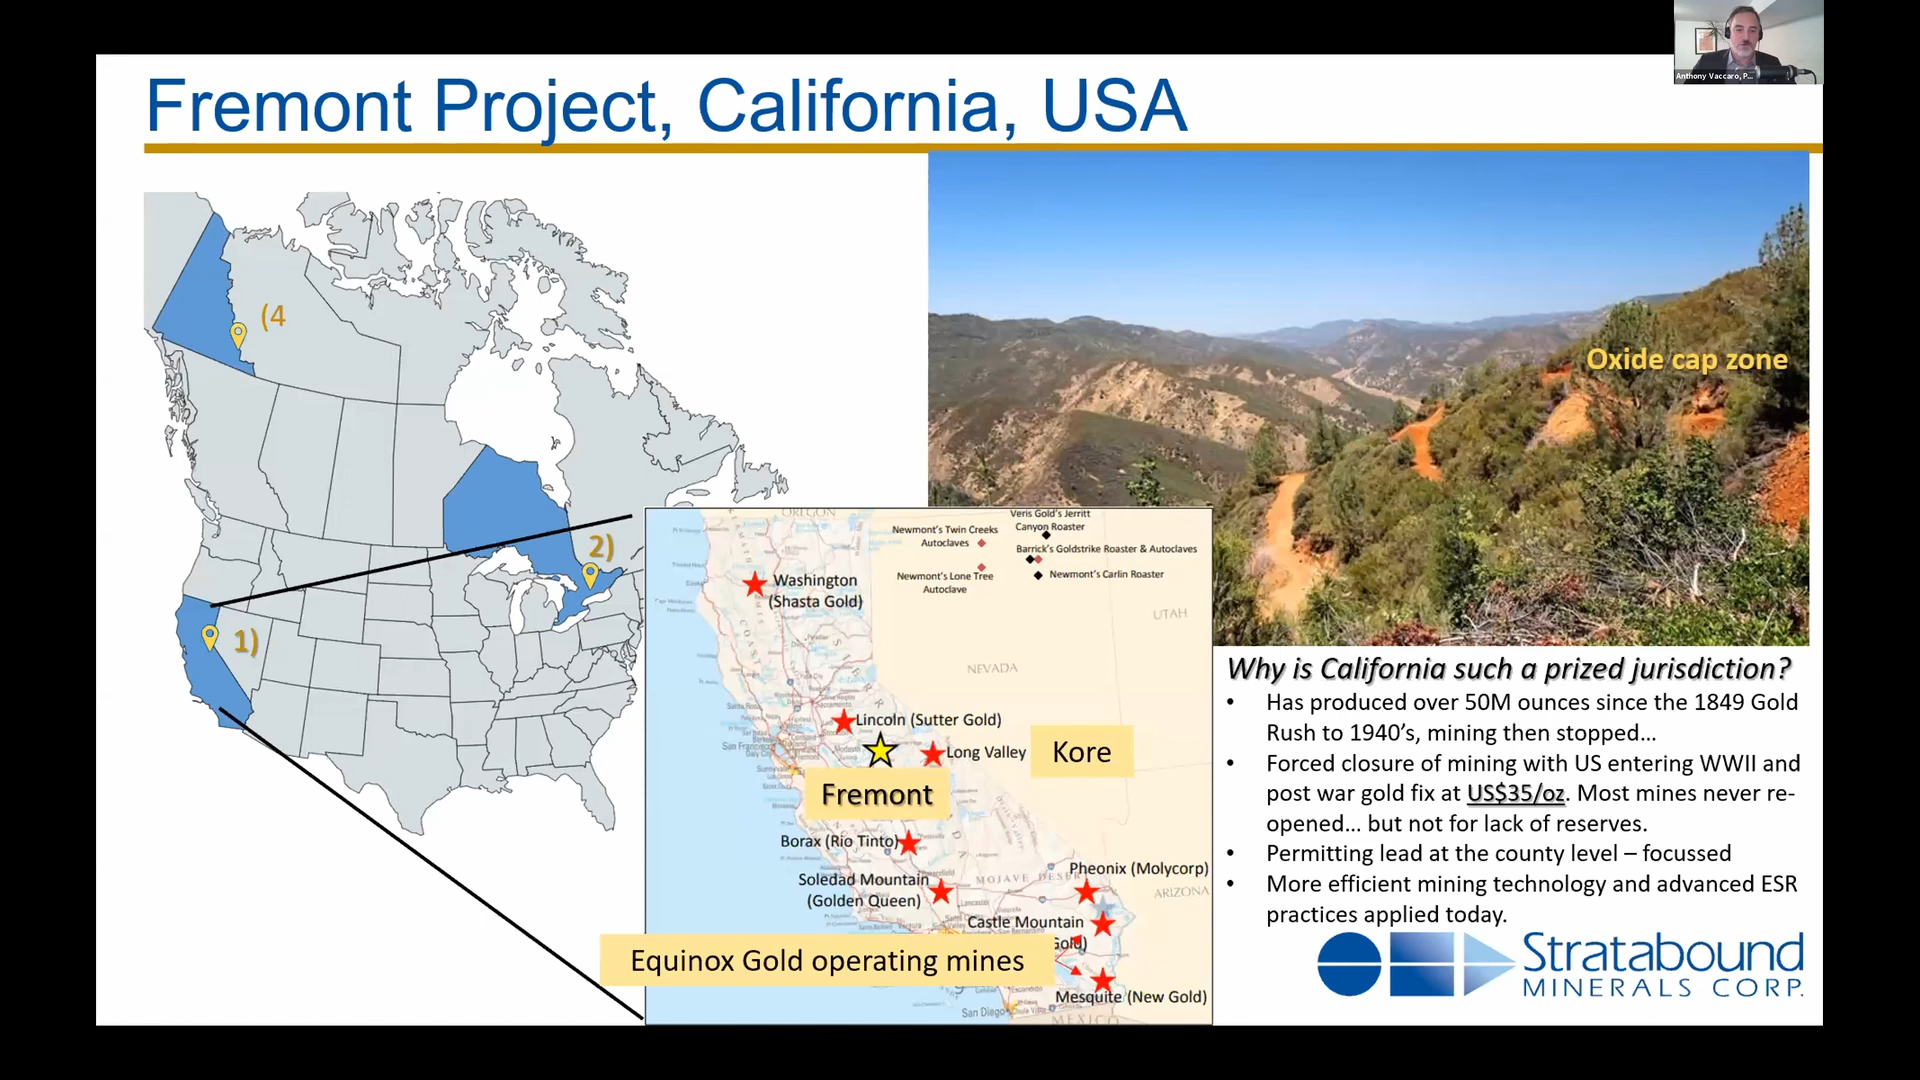 Anthony Vaccaro, P...
Fremont Project, California, USA
(4
2)
1)
Oxide cap zone
OREGON
Veris Gold's Jerritt
Canyon Roaster
Newmont's Twin Creeks
Autoclaves
Barrick's Goldstrike Roaster & Autoclaves
Newmont's Lone Tree
Autoclave
Newmont's Carlin Roaster
Washington
(Shasta Gold)
UTAH
NEVADA
Lincoln (Sutter Gold)
Long Valley
Kore
San Francisco
Fremont
Borax (Rio Tinto)
Soledad Mountain
(Golden Queen)
MOJAVE DESERT
Pheonix (Molycorp)
ARIZONA
Castle Mountain
Gold)
Equinox Gold operating mines
Mesquite (New Gold)
San Diego
MEXICO
Why is California such a prized jurisdiction?
• Has produced over 50M ounces since the 1849 Gold
Rush to 1940's, mining then stopped...
• Forced closure of mining with US entering WWII and
post war gold fix at US$35/oz. Most mines never re-
opened... but not for lack of reserves.
• Permitting lead at the county level – focussed
• More efficient mining technology and advanced ESR
practices applied today.
Stratabound
MINERALS CORP.